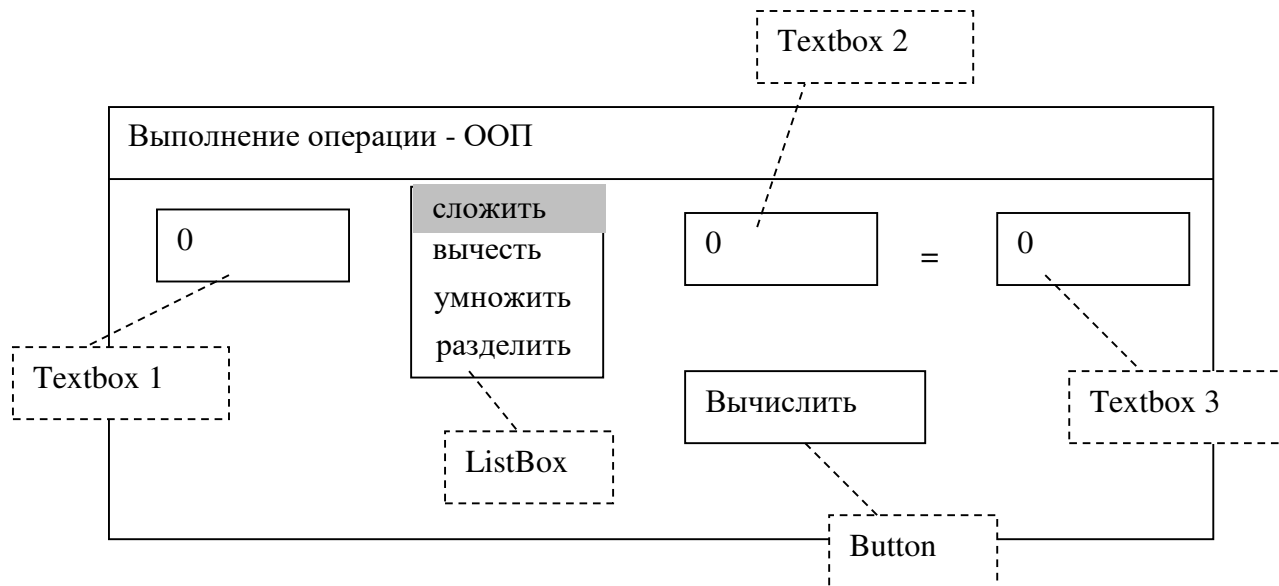 Textbox 2
Выполнение операции - ООП
0
сложить
вычесть
умножить
разделить
0
=
0
Textbox 1
Вычислить
Textbox 3
ListBox
Button